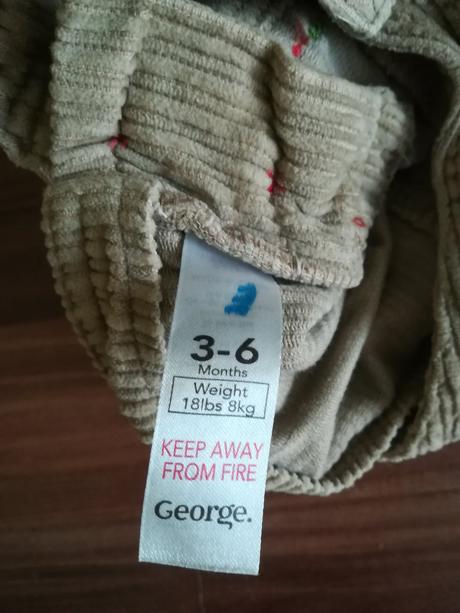 3-6
Months
Weight
18lbs 8kg
KEEP AWAY
FROM FIRE
George.